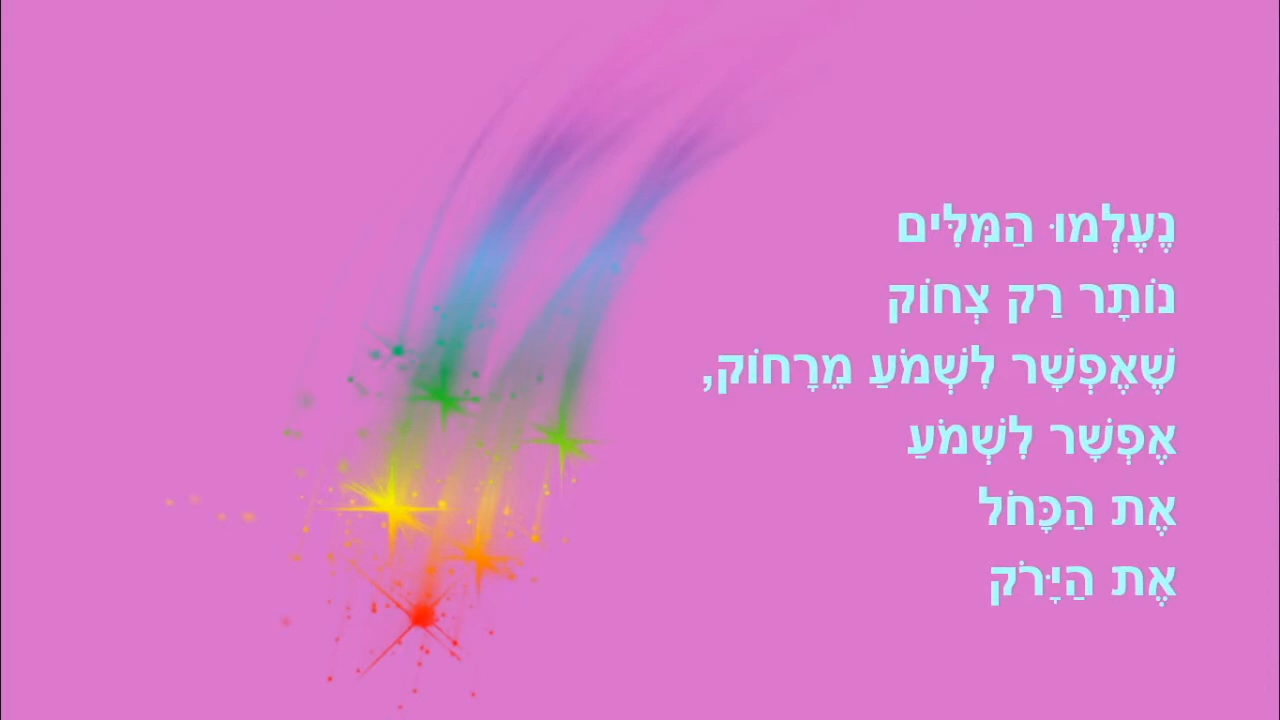 נֶעֶלְמוּ הַמִּלִּים
נוֹתָר רַק צְחוֹק
שֶׁאֶפְשָׁר לִשְׁמֹעַ מֵרָחוֹק,
אֶפְשָׁר לִשְׁמֹעַ
אֶת הַכָּחֹל
אֶת הַיָּרֹק